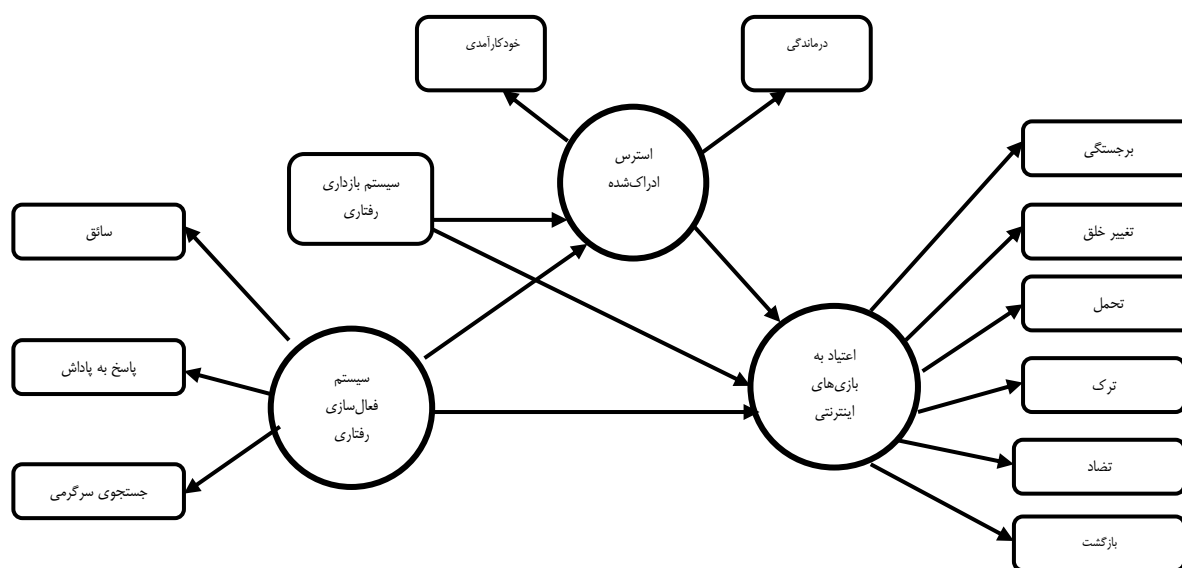 درماندگی
خودکارآمدی
برجستگی
استرس
ادراک‌شده
سیستم بازداری
رفتاری
سائق
تغییر خلق
تحمل
اعتیاد به
بازی‌های
اینترنتی
پاسخ به پاداش
سیستم
فعال‌سازی
رفتاری
ترک
تضاد
جستجوی سرگرمی
بازگشت